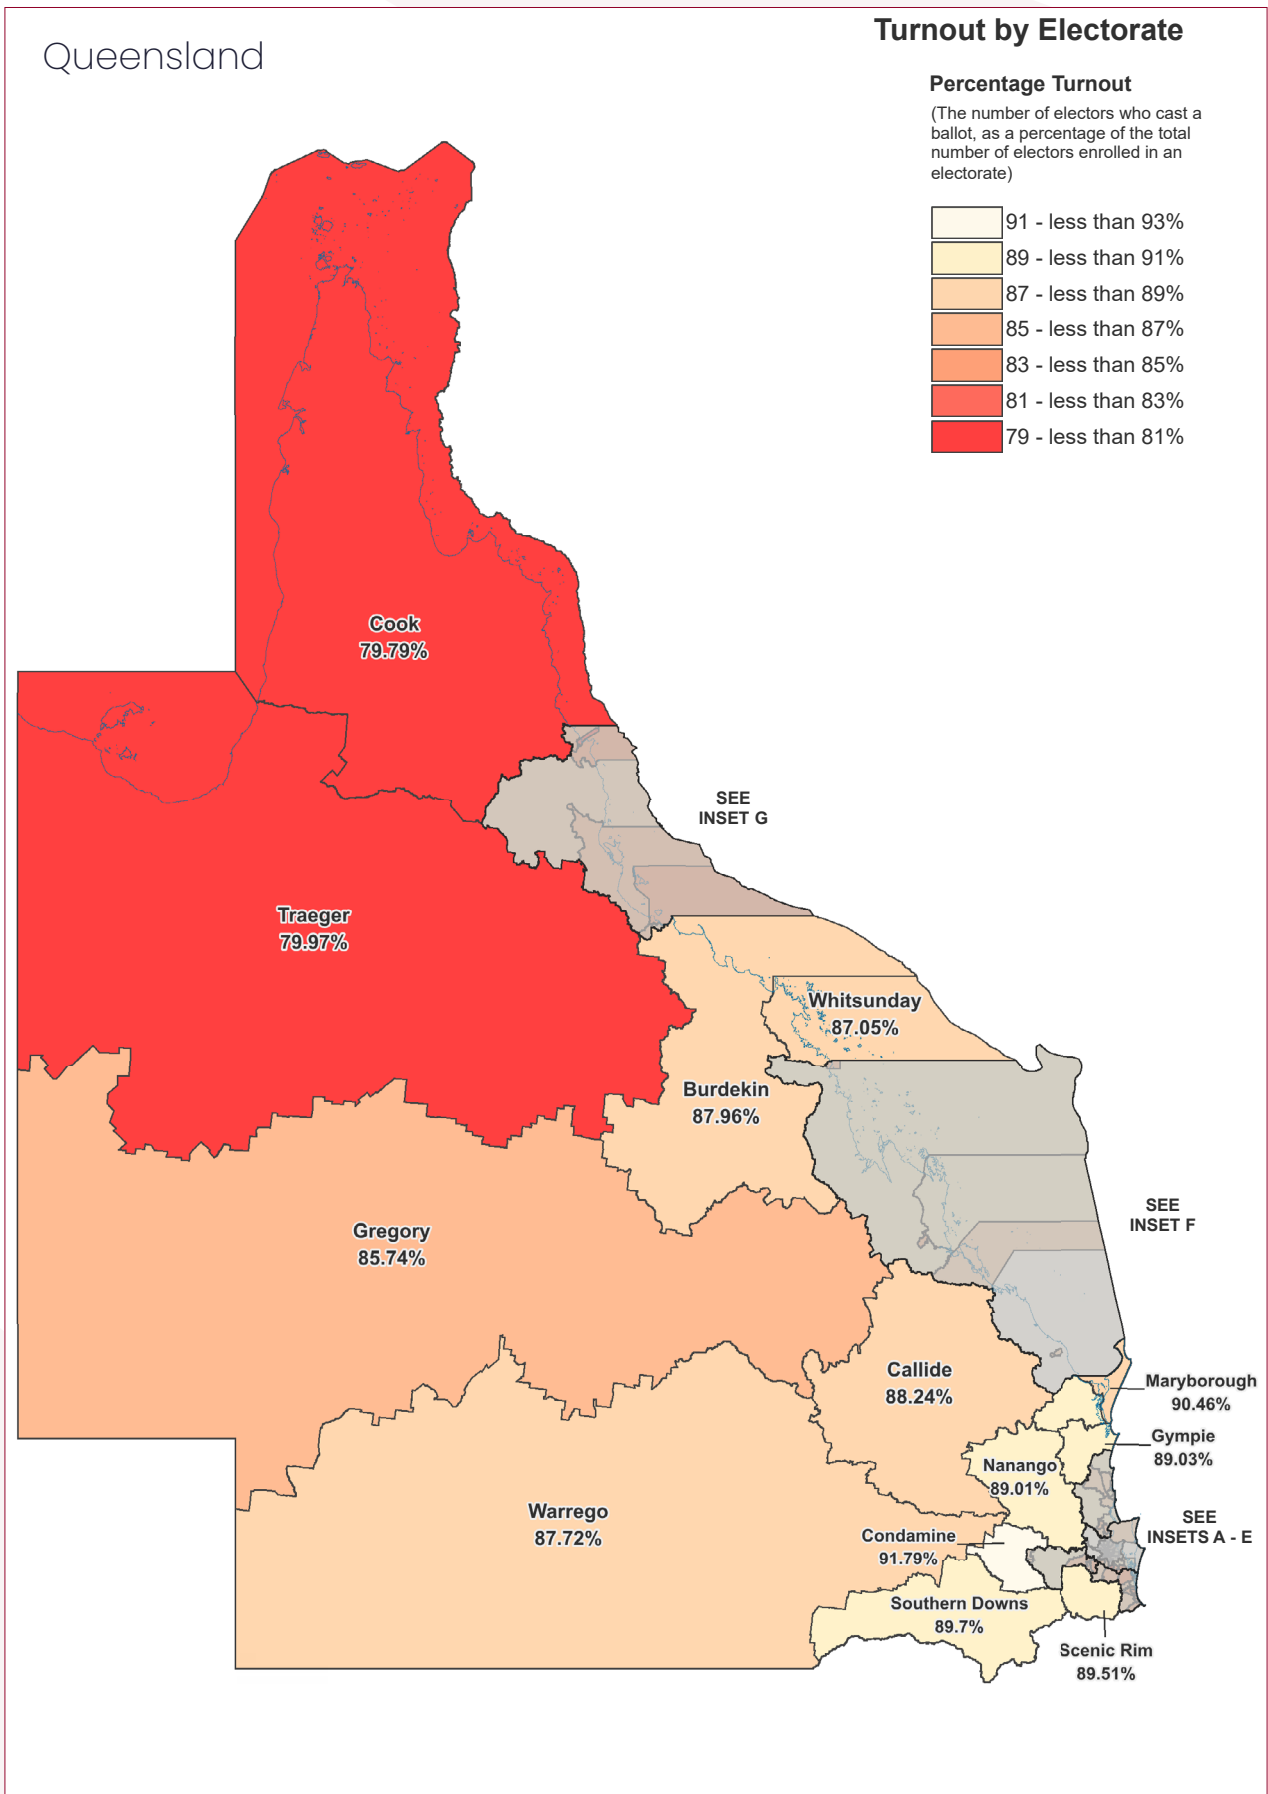 Turnout by Electorate
Queensland
Percentage Turnout
(The number of electors who cast a
ballot, as a percentage of the total
number of electors enrolled in an
electorate)
91 - less than 93%
89 - less than 91%
87 - less than 89%
85 - less than 87%
83 - less than 85%
81 - less than 83%
79 - less than 81%
Cook
79.79%
SEE
INSET G
Traeger
79.97%
Whitsunday
87.05%
Burdekin
87.96%
SEE
INSET F
Gregory
85.74%
Callide
88.24%
Maryborough
90.46%
Gympie
89.03%
Nanango
89.01%
Warrego
87.72%
SEE
INSETS A - E
Condamine
91.79%
Southern Downs
89.7%
Scenic Rim
89.51%